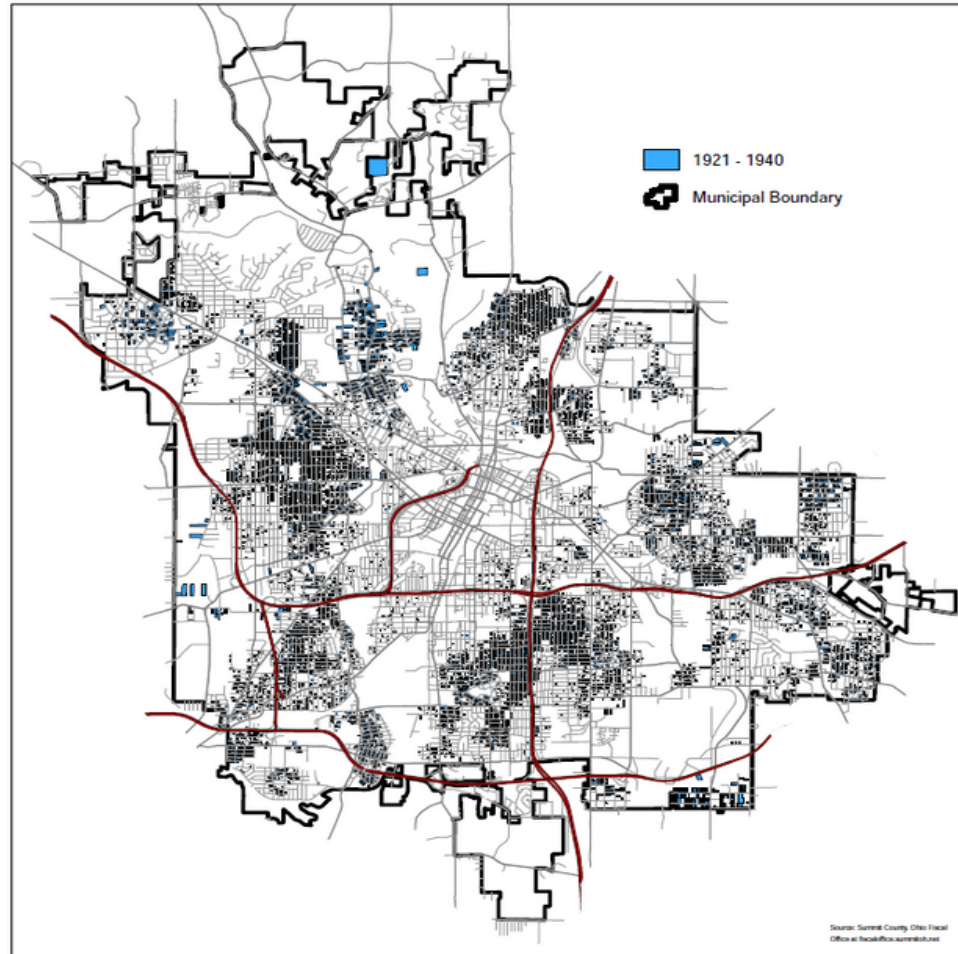 1921 - 1940
Municipal Boundary
Source: Summit County, Ohio Fiscal
Office at fiscaloffice.summitoh.net